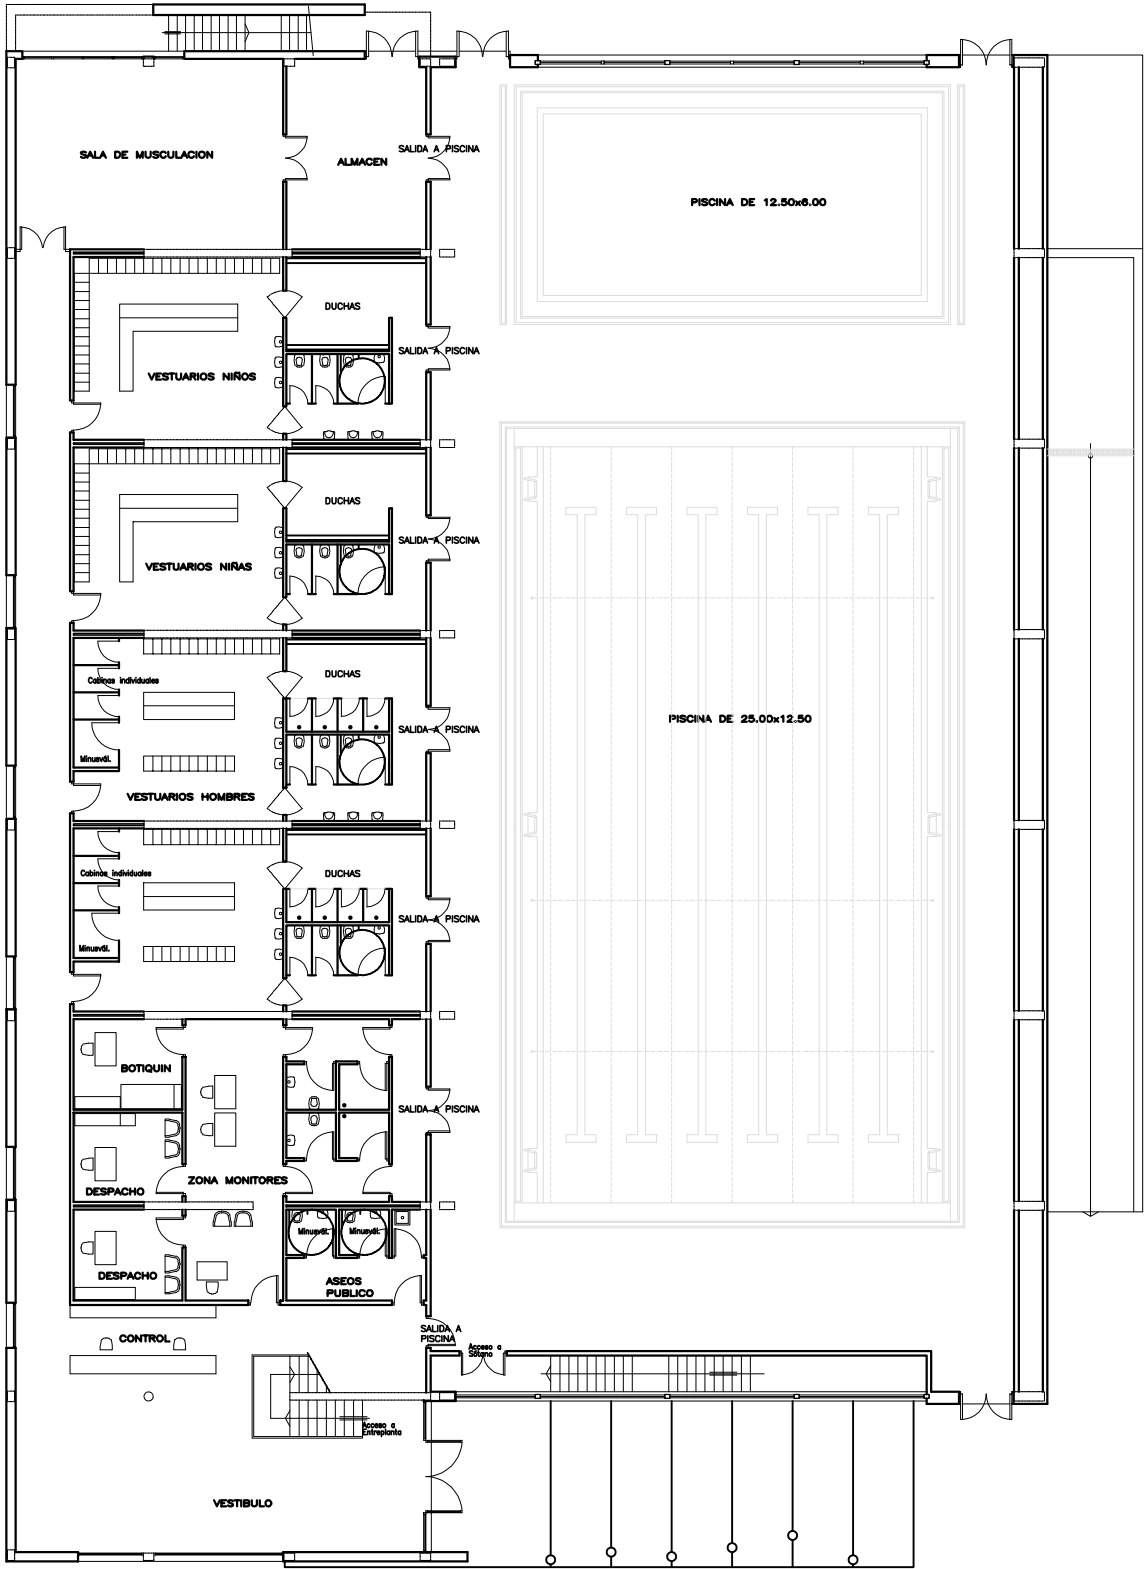 SALA DE MUSCULACION
ALMACEN
SALIDA A PISCINA
PISCINA DE 12.50x6.00
DUCHAS
SALIDA A PISCINA
VESTUARIOS NIÑOS
DUCHAS
SALIDA A PISCINA
VESTUARIOS NIÑAS
DUCHAS
Cabinas individuales
SALIDA A PISCINA
PISCINA DE 25.00x12.50
Minusvál.
VESTUARIOS HOMBRES
DUCHAS
Cabinas individuales
SALIDA A PISCINA
Minusvál.
BOTIQUIN
SALIDA A PISCINA
ZONA MONITORES
DESPACHO
Minusvál.
Minusvál.
DESPACHO
ASEOS
PUBLICO
CONTROL
SALIDA A
PISCINA
Acceso a
Sótano
Acceso a
Entreplanta
VESTIBULO